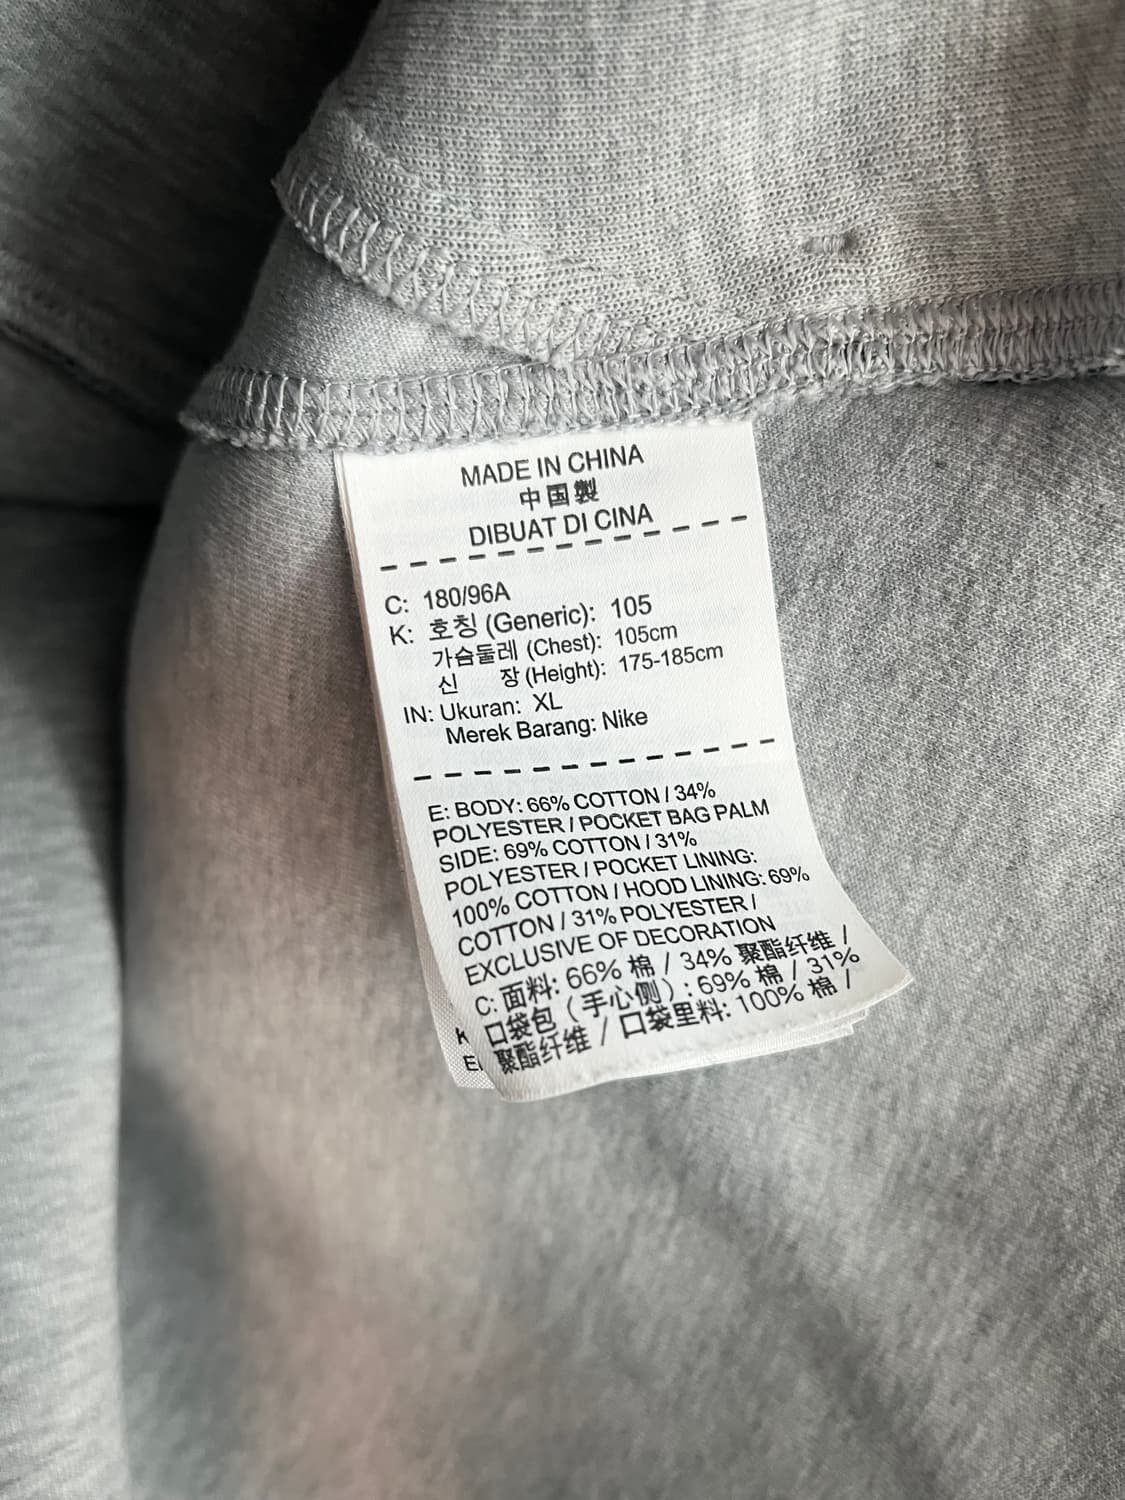 MADE IN CHINA
中国製
DIBUAT DI CINA
C: 180/96A
K: 호칭 (Generic): 105
가슴둘레 (Chest): 105cm
신 장 (Height): 175-185cm
IN: Ukuran: XL
Merek Barang: Nike
E: BODY: 66% COTTON / 34%
POLYESTER / POCKET BAG PALM
SIDE: 69% COTTON / 31%
POLYESTER / POCKET LINING:
100% COTTON / HOOD LINING: 69%
COTTON / 31% POLYESTER /
EXCLUSIVE OF DECORATION
C: 面料: 66% 棉 / 34% 聚酯纤维 /
口袋包（手心侧）: 69% 棉 / 31%
聚酯纤维 / 口袋里料: 100% 棉 /